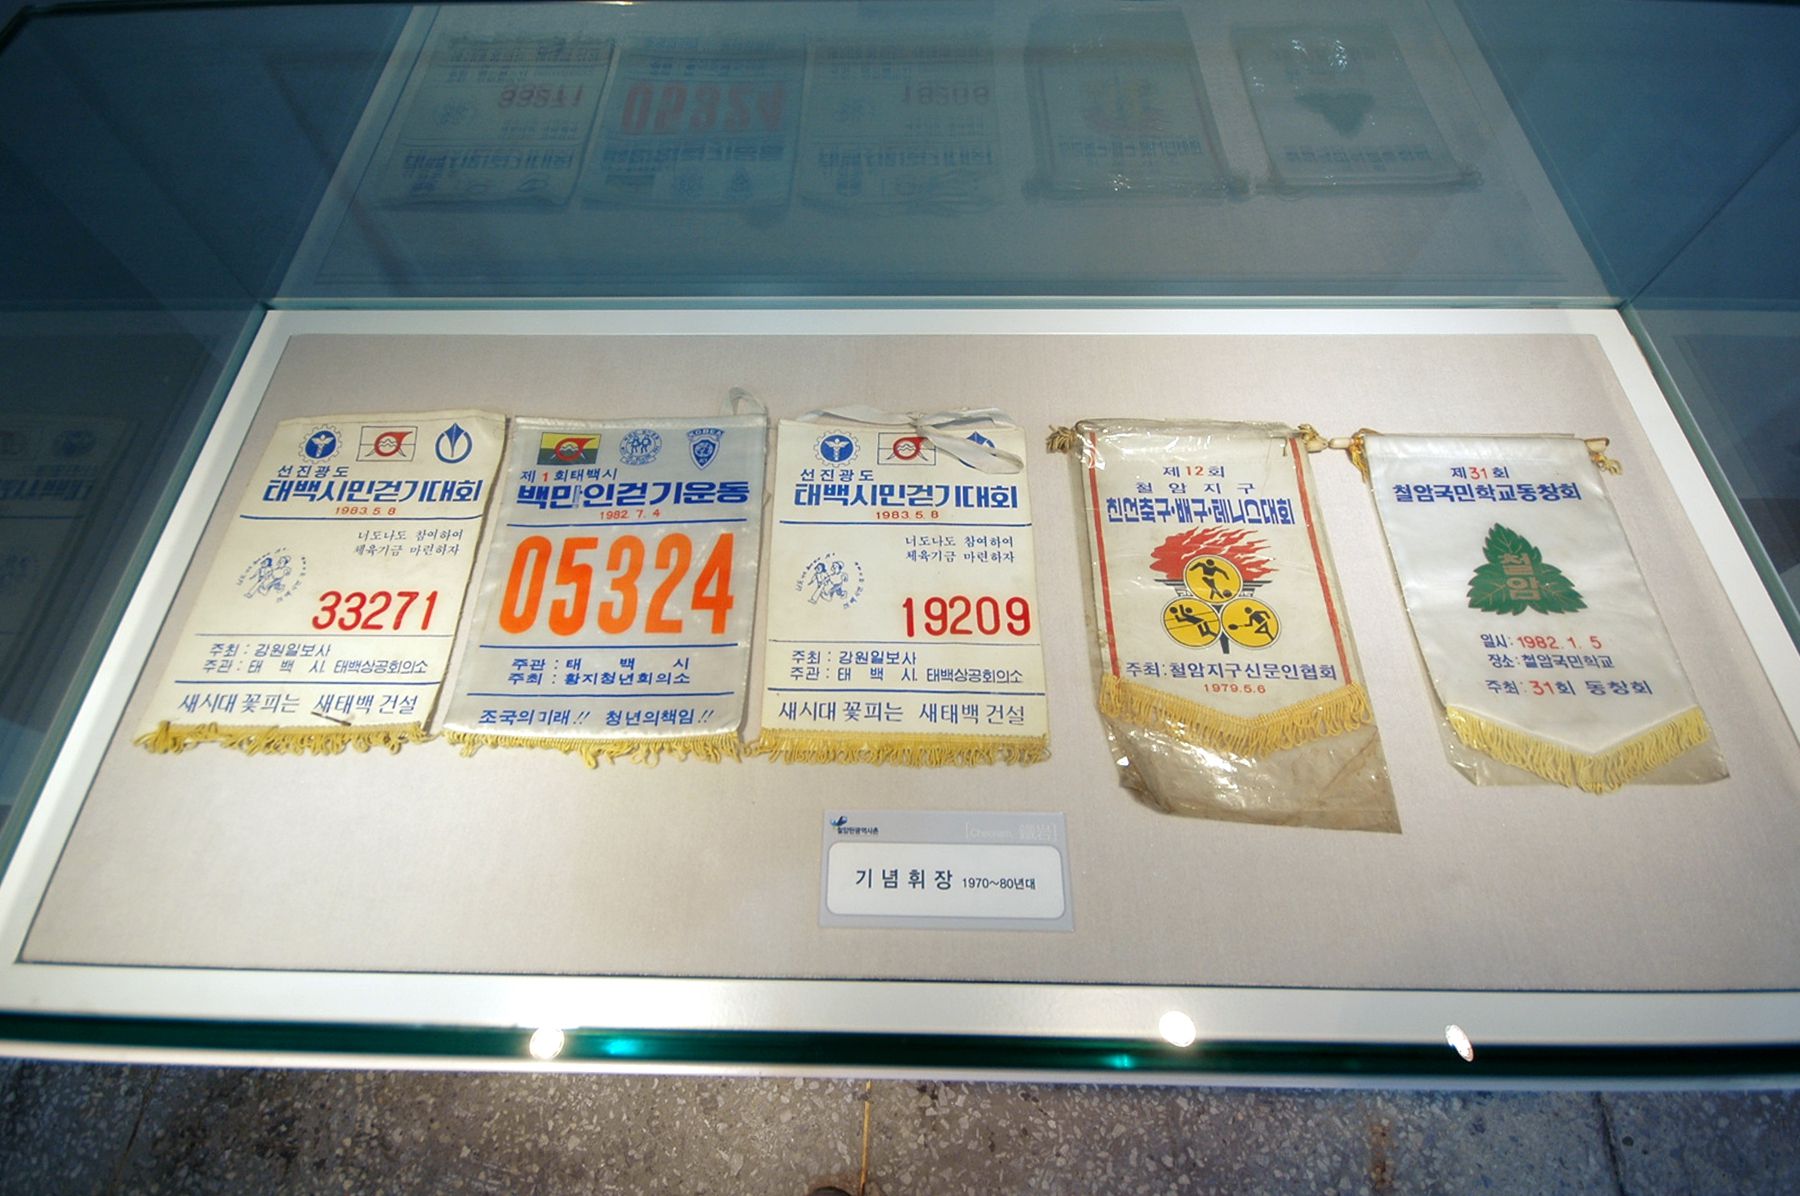 선진광도
태백시민걷기대회
1983. 5. 8
너도나도 참여하여
체육기금 마련하자
33271
주최 : 강원일보사
주관 : 태 백 시. 태백상공회의소
새시대 꽃피는 새태백 건설
KOREA
제1회태백시
백만인걷기운동
1982. 7. 4
05324
주관 : 태 백 시
주최 : 황지청년회의소
조국의미래!! 청년의책임!!
선진광도
태백시민걷기대회
1983. 5. 8
너도나도 참여하여
체육기금 마련하자
19209
주최 : 강원일보사
주관 : 태 백 시. 태백상공회의소
새시대 꽃피는 새태백 건설
제12회
철암지구
친선축구·배구·테니스대회
주최:철암지구신문인협회
1979.5.6
제31회
철암국민학교동창회
철암
일시: 1982. 1. 5
장소: 철암국민학교
주최: 31회 동창회
철암탄광역사촌
[Cheoram, 鐵岩]
기념휘장 1970~80년대